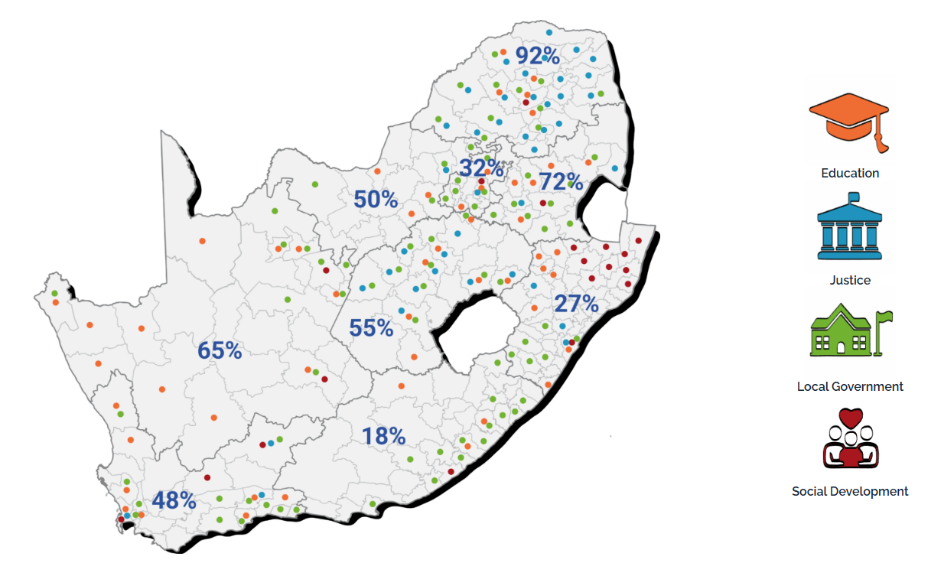 92%
32%
72%
50%
27%
55%
65%
18%
48%
Education
Justice
Local Government
Social Development